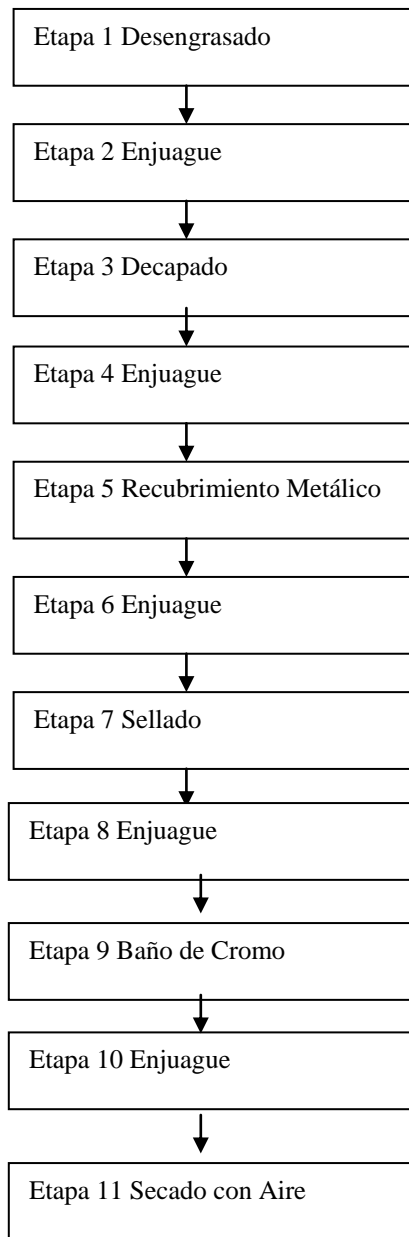 Etapa 1 Desengrasado
Etapa 2 Enjuague
Etapa 3 Decapado
Etapa 4 Enjuague
Etapa 5 Recubrimiento Metálico
Etapa 6 Enjuague
Etapa 7 Sellado
Etapa 8 Enjuague
Etapa 9 Baño de Cromo
Etapa 10 Enjuague
Etapa 11 Secado con Aire